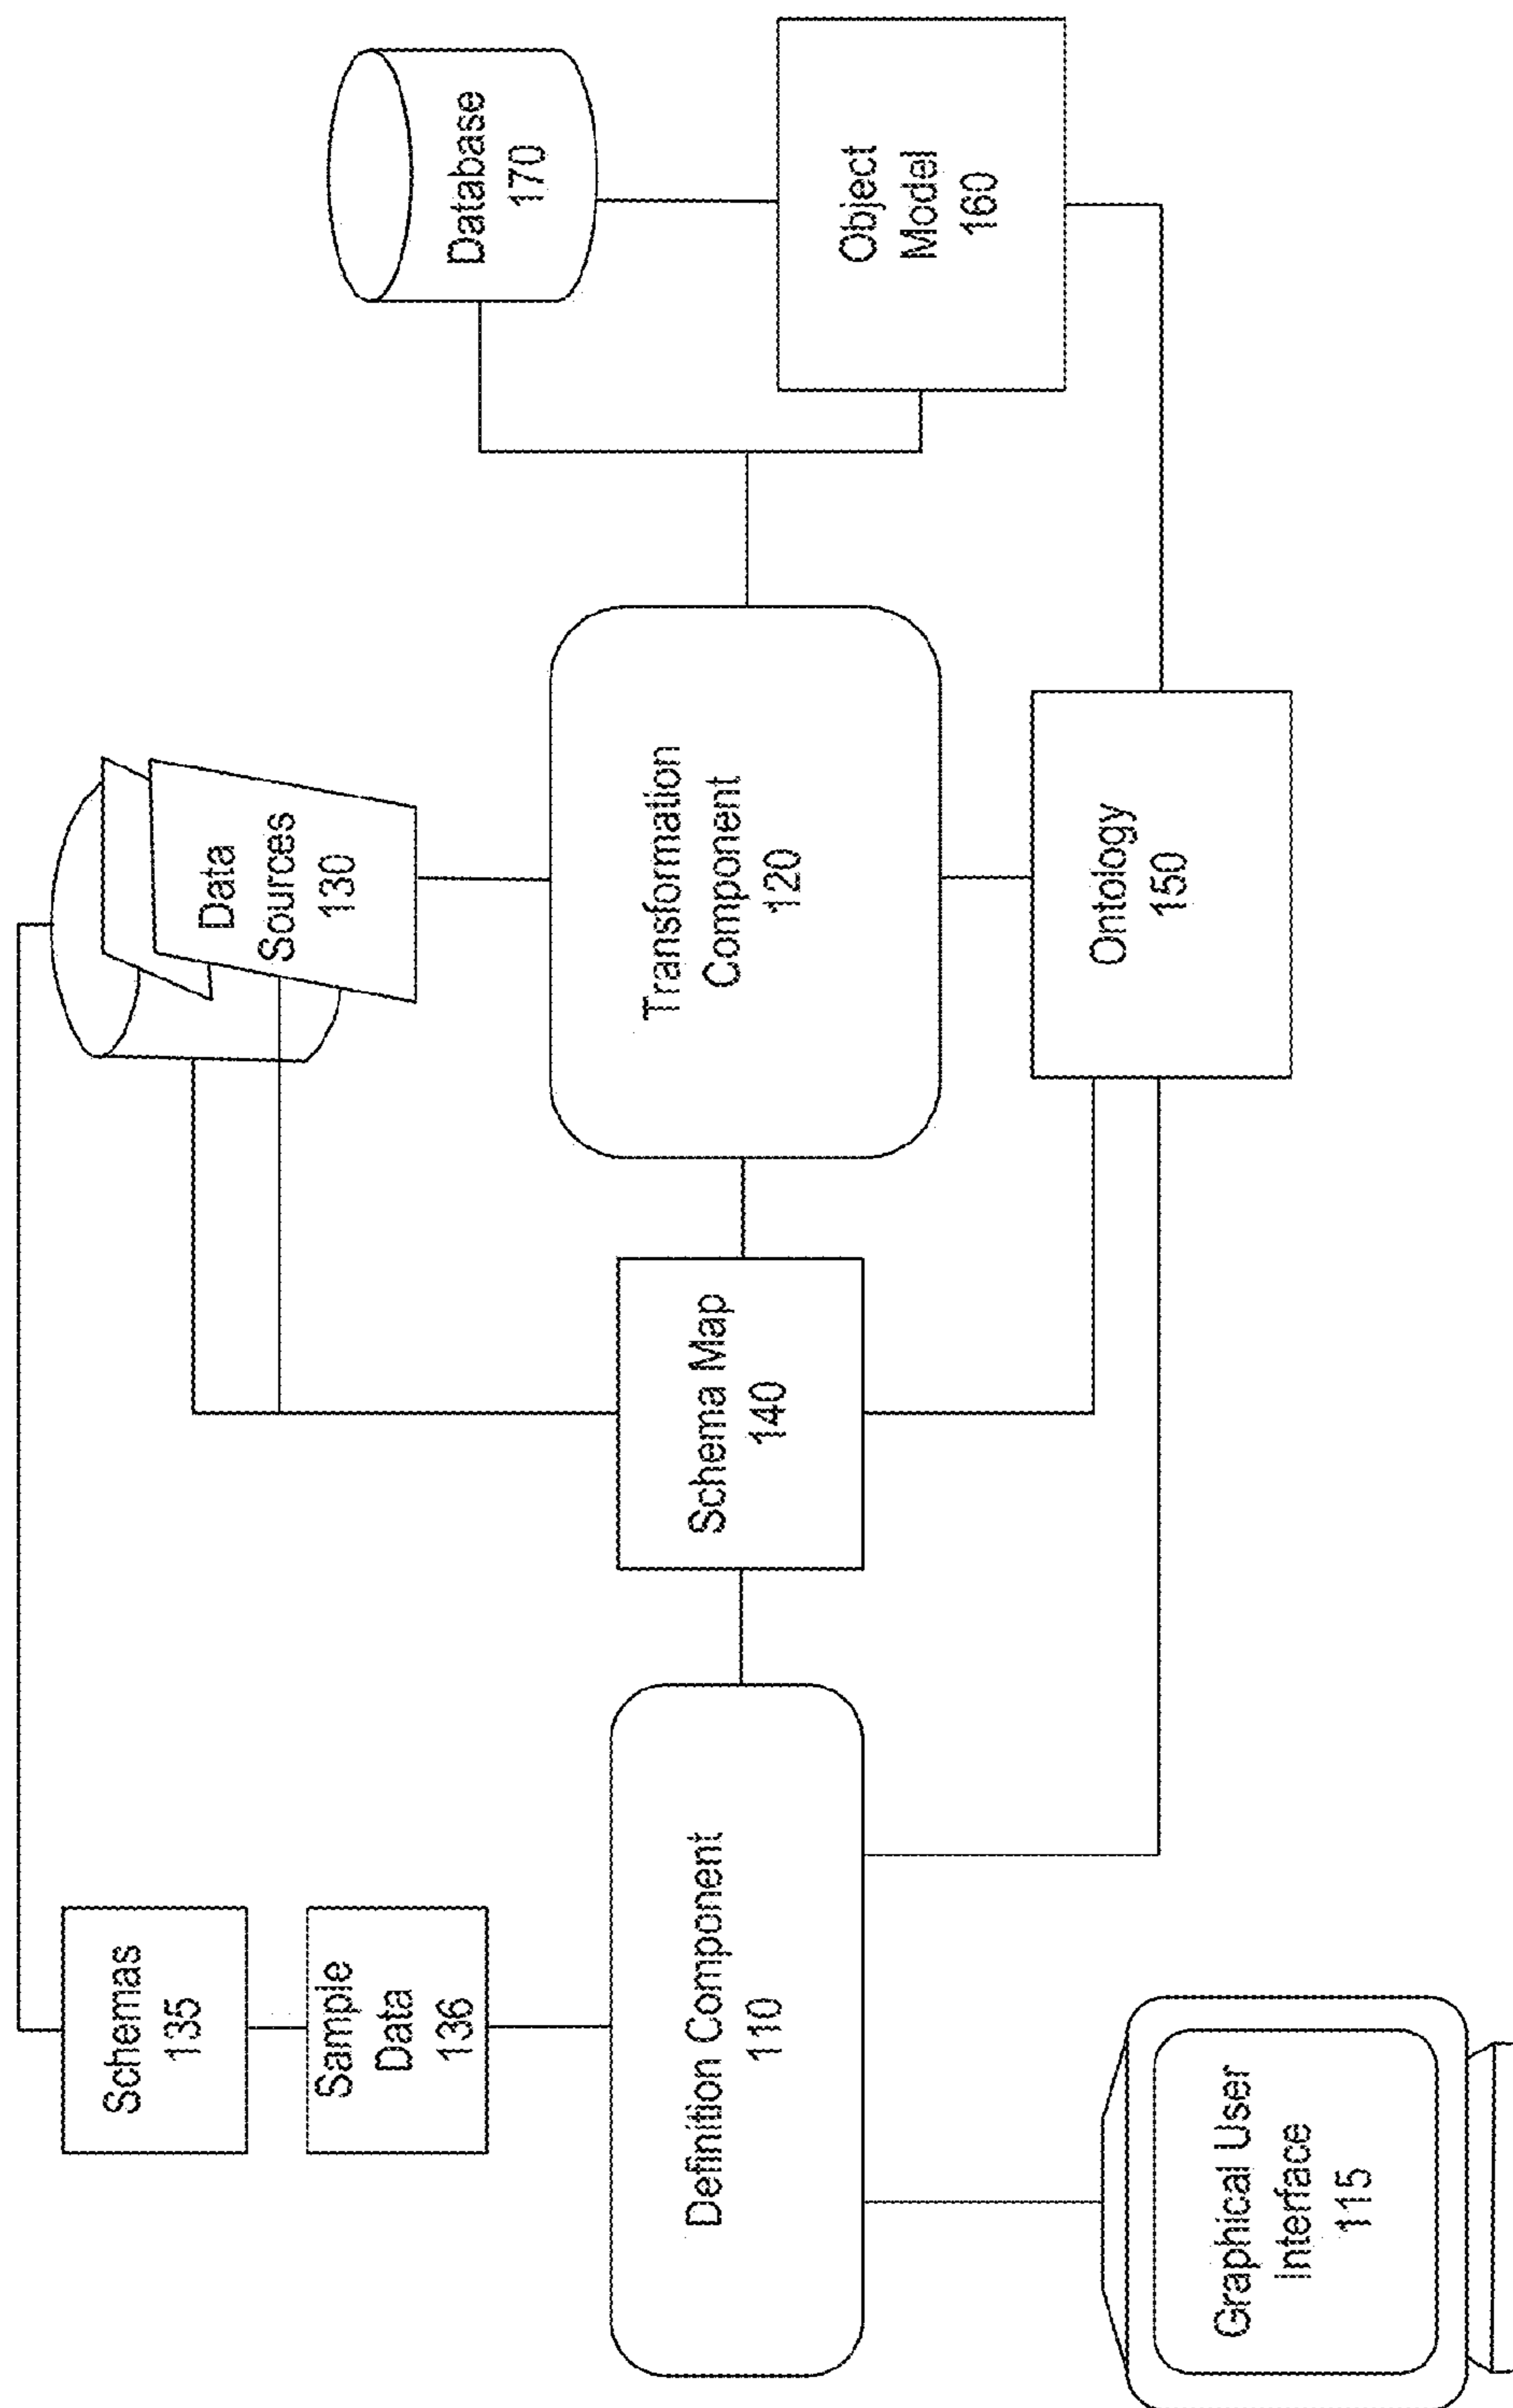 Schemas
135
Sample
Data
136
Definition Component
110
Graphical User
Interface
115
Schema Map
140
Data
Sources
130
Transformation
Component
120
Ontology
150
Database
170
Object
Model
160